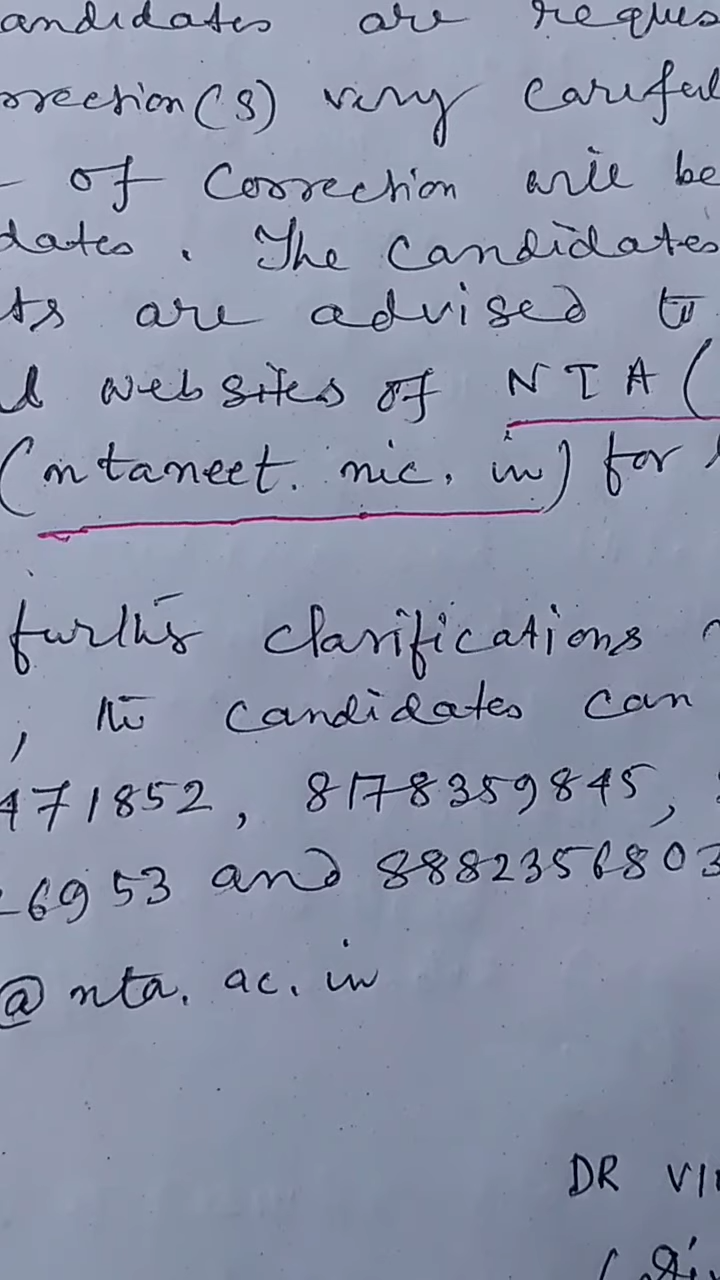 andidates are reques
orrection(s) very careful
of correction will be
dates. The candidates
ts are advised to
l websites of NTA (
(ntaneet.nic.in) for
further clarifications
, the candidates can
471852, 8178359845,
-6953 and 8882356803
@nta.ac.in
DR VI